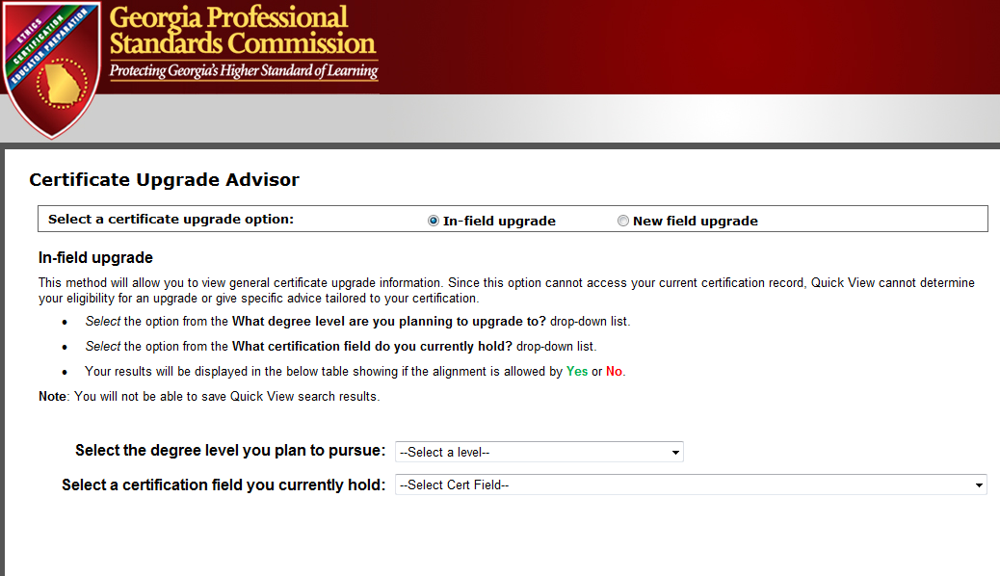 ETHICS
CERTIFICATION
EDUCATOR PREPARATION
Georgia Professional
Standards Commission
Protecting Georgia's Higher Standard of Learning
Certificate Upgrade Advisor
Select a certificate upgrade option: In-field upgrade New field upgrade
In-field upgrade
This method will allow you to view general certificate upgrade information. Since this option cannot access your current certification record, Quick View cannot determine
your eligibility for an upgrade or give specific advice tailored to your certification.
• Select the option from the What degree level are you planning to upgrade to? drop-down list.
• Select the option from the What certification field do you currently hold? drop-down list.
• Your results will be displayed in the below table showing if the alignment is allowed by Yes or No.
Note: You will not be able to save Quick View search results.
Select the degree level you plan to pursue: --Select a level--
Select a certification field you currently hold: --Select Cert Field--